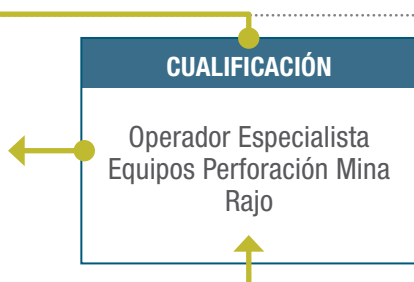 CUALIFICACIÓN
Operador Especialista
Equipos Perforación Mina
Rajo